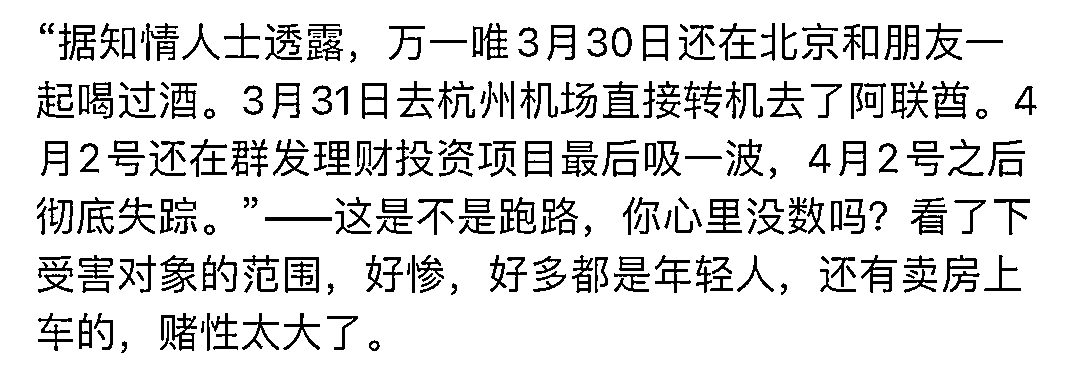 “据知情人士透露，万一唯3月30日还在北京和朋友一
起喝过酒。3月31日去杭州机场直接转机去了阿联酋。4
月2号还在群发理财投资项目最后吸一波，4月2号之后
彻底失踪。”——这是不是跑路，你心里没数吗？看了下
受害对象的范围，好惨，好多都是年轻人，还有卖房上
车的，赌性太大了。